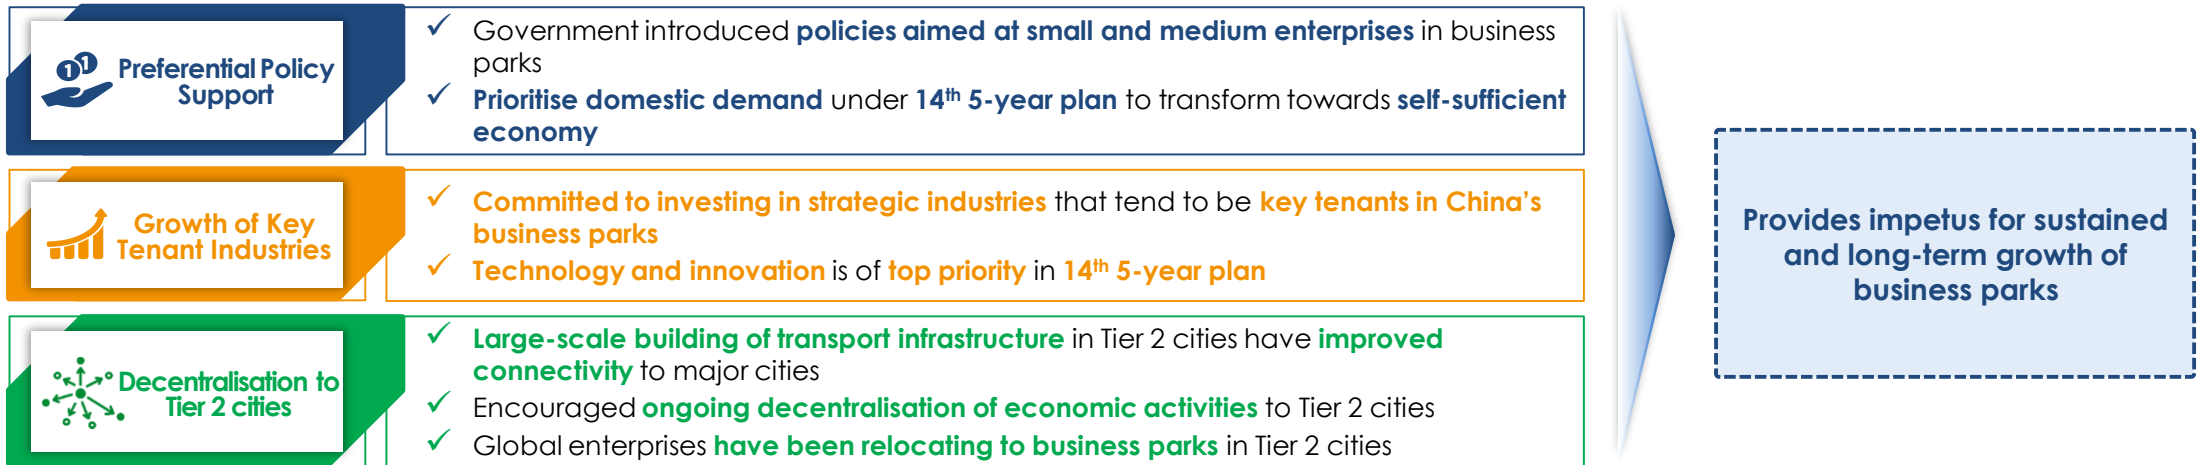 Preferential Policy
Support
✓ Government introduced policies aimed at small and medium enterprises in business
parks
✓ Prioritise domestic demand under 14th 5-year plan to transform towards self-sufficient
economy
Growth of Key
Tenant Industries
✓ Committed to investing in strategic industries that tend to be key tenants in China's
business parks
✓ Technology and innovation is of top priority in 14th 5-year plan
Decentralisation to
Tier 2 cities
✓ Large-scale building of transport infrastructure in Tier 2 cities have improved
connectivity to major cities
✓ Encouraged ongoing decentralisation of economic activities to Tier 2 cities
✓ Global enterprises have been relocating to business parks in Tier 2 cities
Provides impetus for sustained
and long-term growth of
business parks